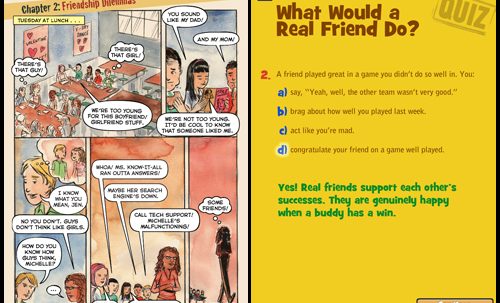 Chapter 2: Friendship Dilemmas
TUESDAY AT LUNCH . . .
VALENTINE
DANCE
THERE'S
THAT GUY!
THERE'S
THAT GIRL!
WE'RE TOO YOUNG
FOR THIS BOYFRIEND/
GIRLFRIEND STUFF.
YOU SOUND
LIKE MY DAD!
AND MY MOM!
WE'RE NOT TOO YOUNG.
IT'D BE COOL TO KNOW
THAT SOMEONE LIKED ME.
I KNOW
WHAT YOU
MEAN, JEN.
NO YOU DON'T. GUYS
DON'T THINK LIKE GIRLS.
HOW DO YOU
KNOW HOW
GUYS THINK,
MICHELLE?
WHOA! MS. KNOW-IT-ALL
RAN OUTTA ANSWERS!
MAYBE HER SEARCH
ENGINE'S DOWN.
CALL TECH SUPPORT!
MICHELLE'S
MALFUNCTIONING!
SOME
FRIENDS!
QUIZ
What Would a
Real Friend Do?
2. A friend played great in a game you didn't do so well in. You:
a) say, "Yeah, well, the other team wasn't very good."
b) brag about how well you played last week.
c) act like you're mad.
d) congratulate your friend on a game well played.
Yes! Real friends support each other's
successes. They are genuinely happy
when a buddy has a win.